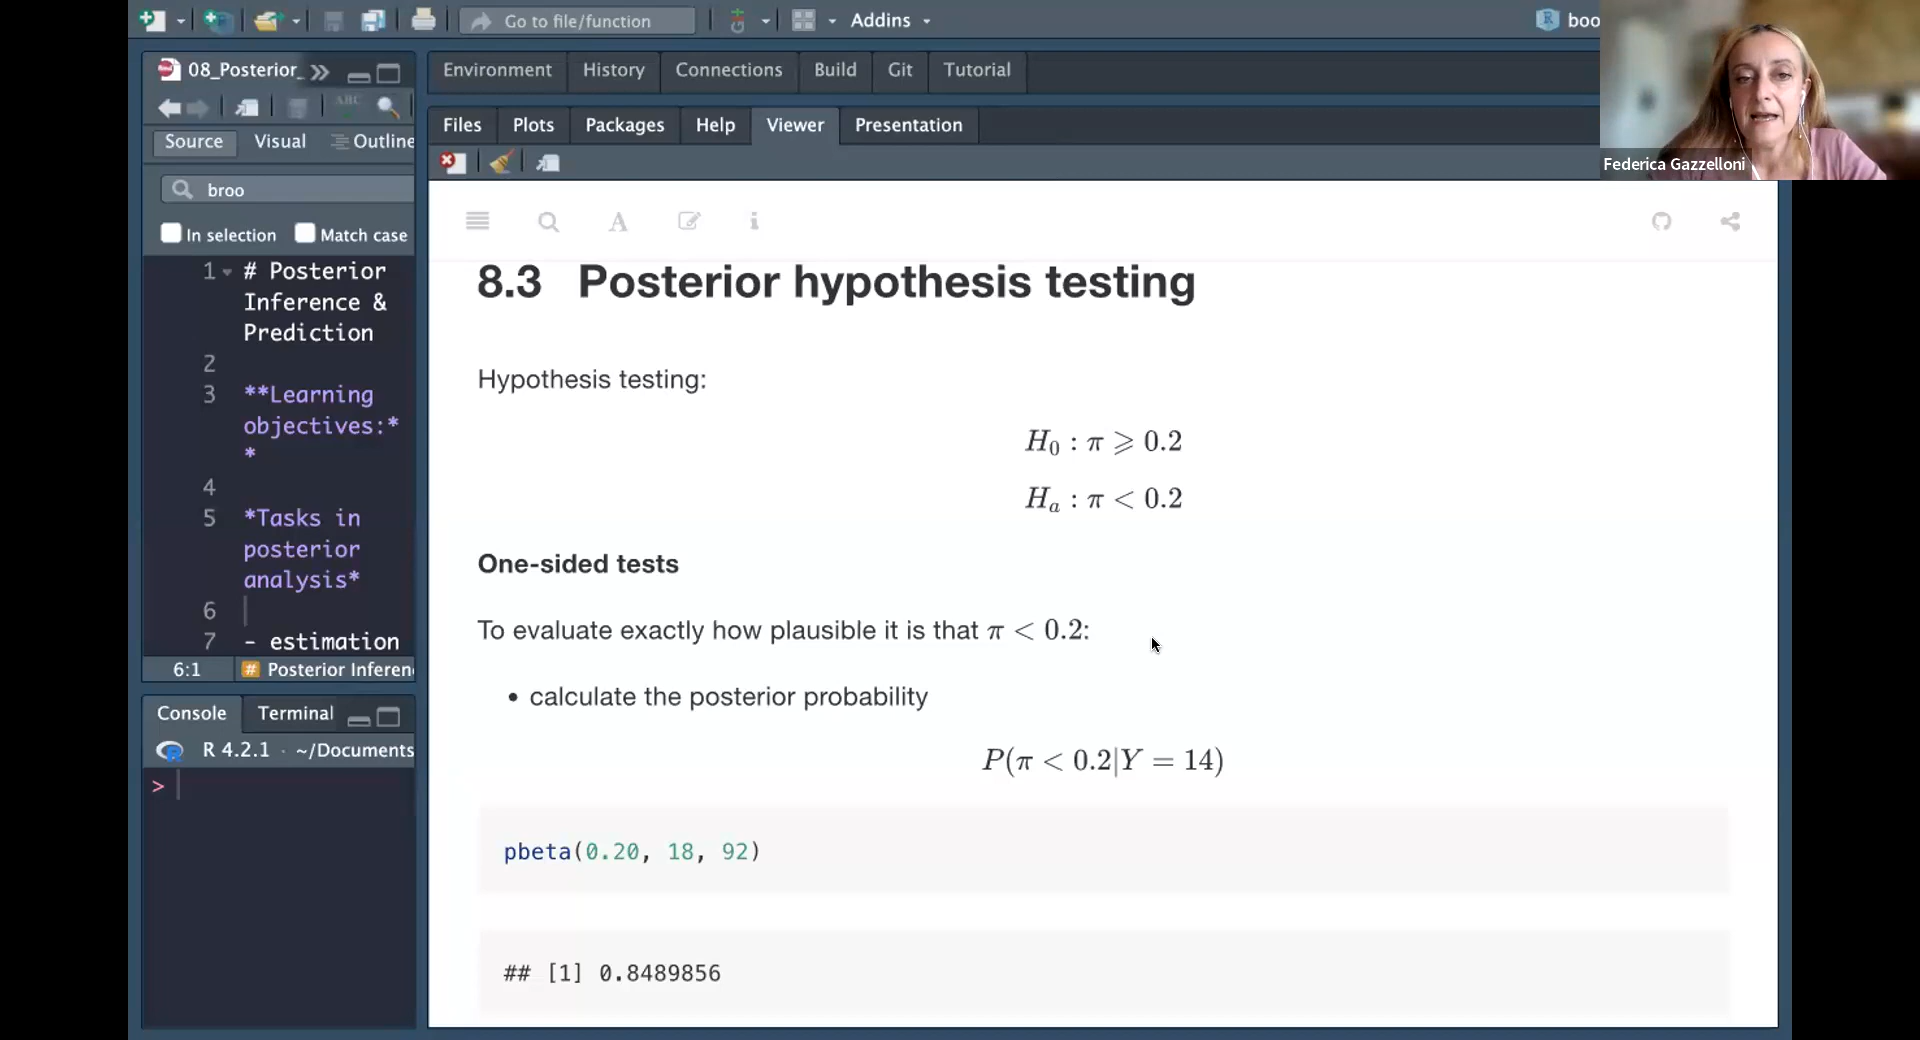 Go to file/function
Addins
boo
08_Posterior_
Environment
History
Connections
Build
Git
Tutorial
ABC
Files
Plots
Packages
Help
Viewer
Presentation
Source
Visual
Outline
broo
In selection
Match case
1 # Posterior
Inference &
Prediction
2
3 **Learning
objectives:*
*
4
5 *Tasks in
posterior
analysis*
6
7 - estimation
6:1 # Posterior Inferen
Console
Terminal
R 4.2.1 · ~/Documents
>
Federica Gazzelloni
8.3 Posterior hypothesis testing
Hypothesis testing:
H₀ : π ⩾ 0.2
Hₐ : π < 0.2
One-sided tests
To evaluate exactly how plausible it is that π < 0.2:
• calculate the posterior probability
P(π < 0.2|Y = 14)
pbeta(0.20, 18, 92)
## [1] 0.8489856